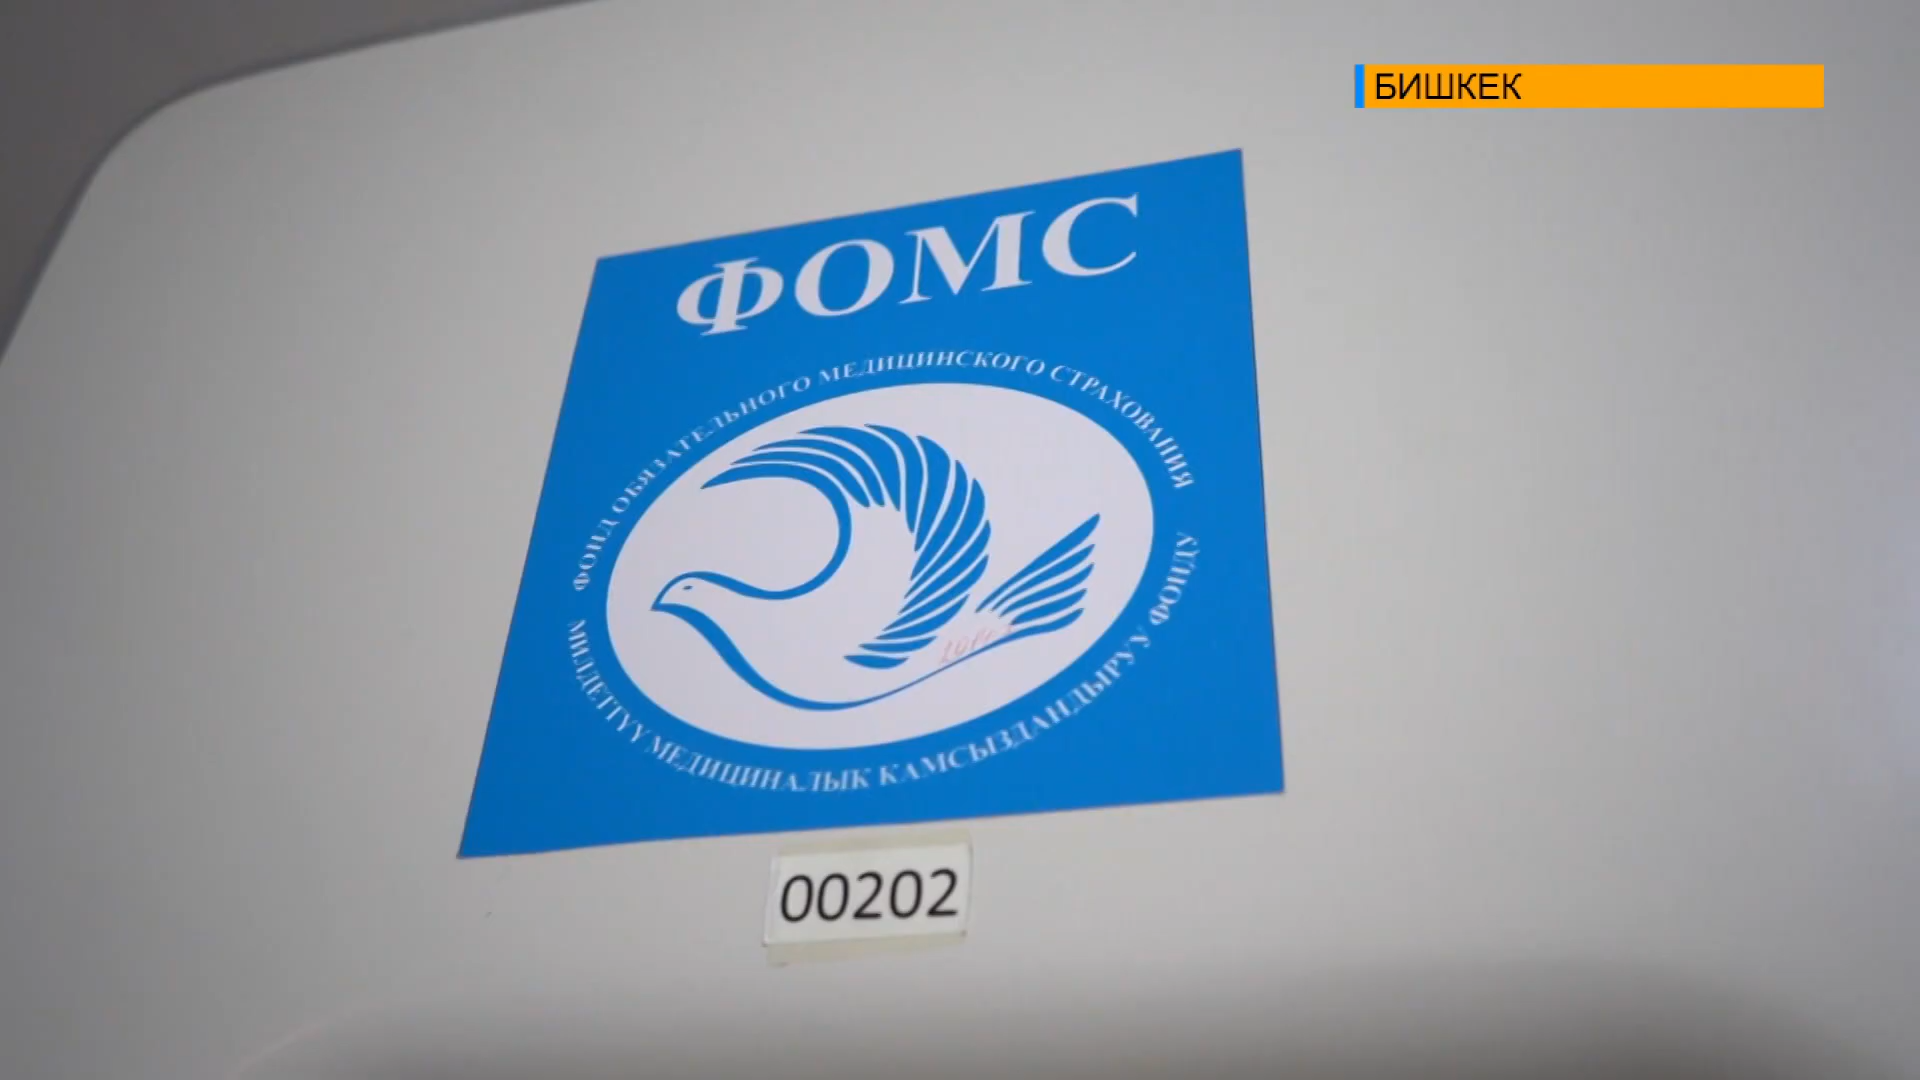 БИШКЕК
ФОМС
ФОНД ОБЯЗАТЕЛЬНОГО МЕДИЦИНСКОГО СТРАХОВАНИЯ
МИЛДЕТТҮҮ МЕДИЦИНАЛЫК КАМСЫЗДАНДЫРУУ ФОНДУ
00202